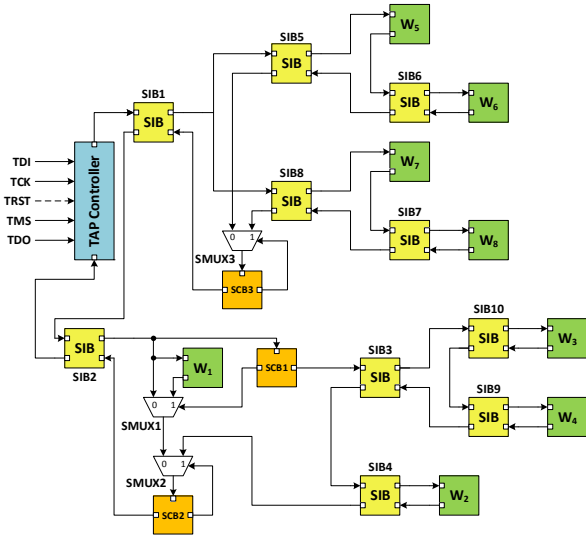 SIB5
SIB
W5
SIB6
SIB
W6
SIB1
SIB
TDI
TCK
TRST
TMS
TDO
TAP Controller
SIB8
SIB
W7
SIB7
SIB
W8
0 1
SMUX3
SCB3
SIB
SIB2
W1
SCB1
0 1
SMUX1
SIB3
SIB
SIB10
SIB
W3
SIB9
SIB
W4
0 1
SMUX2
SCB2
SIB4
SIB
W2